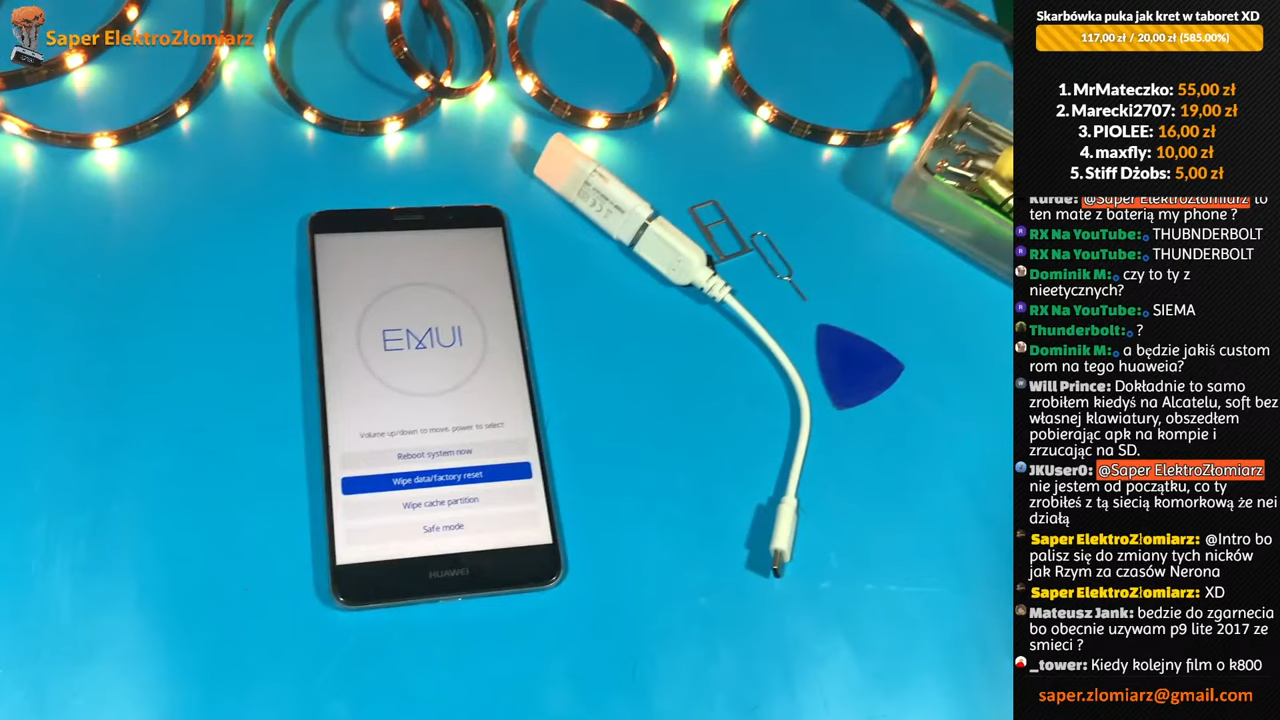 Saper ElektroZłomiarz
EMUI
Volume up/down to move, power to select
Reboot system now
Wipe data/factory reset
Wipe cache partition
Safe mode
HUAWEI
Skarbówka puka jak kret w taboret XD
117,00 zł / 20,00 zł (585.00%)
1. MrMateczko: 55,00 zł
2. Marecki2707: 19,00 zł
3. PIOLEE: 16,00 zł
4. maxfly: 10,00 zł
5. Stiff Dżobs: 5,00 zł
Kurde: @Saper ElektroZłomiarz to
ten mate z baterią my phone ?
RX Na YouTube: THUBNDERBOLT
RX Na YouTube: THUNDERBOLT
Dominik M: czy to ty z
nieetycznych?
RX Na YouTube: SIEMA
Thunderbolt: ?
Dominik M: a będzie jakiś custom
rom na tego huaweia?
Will Prince: Dokładnie to samo
zrobiłem kiedyś na Alcatelu, soft bez
własnej klawiatury, obszedłem
pobierając apk na kompie i
zrzucając na SD.
JKUser0: @Saper ElektroZłomiarz
nie jestem od początku, co ty
zrobiłeś z tą siecią komorkową że nei
działą
Saper ElektroZłomiarz: @Intro bo
palisz się do zmiany tych nicków
jak Rzym za czasów Nerona
Saper ElektroZłomiarz: XD
Mateusz Jank: bedzie do zgarnecia
bo obecnie uzywam p9 lite 2017 ze
smieci ?
_tower: Kiedy kolejny film o k800
saper.zlomiarz@gmail.com